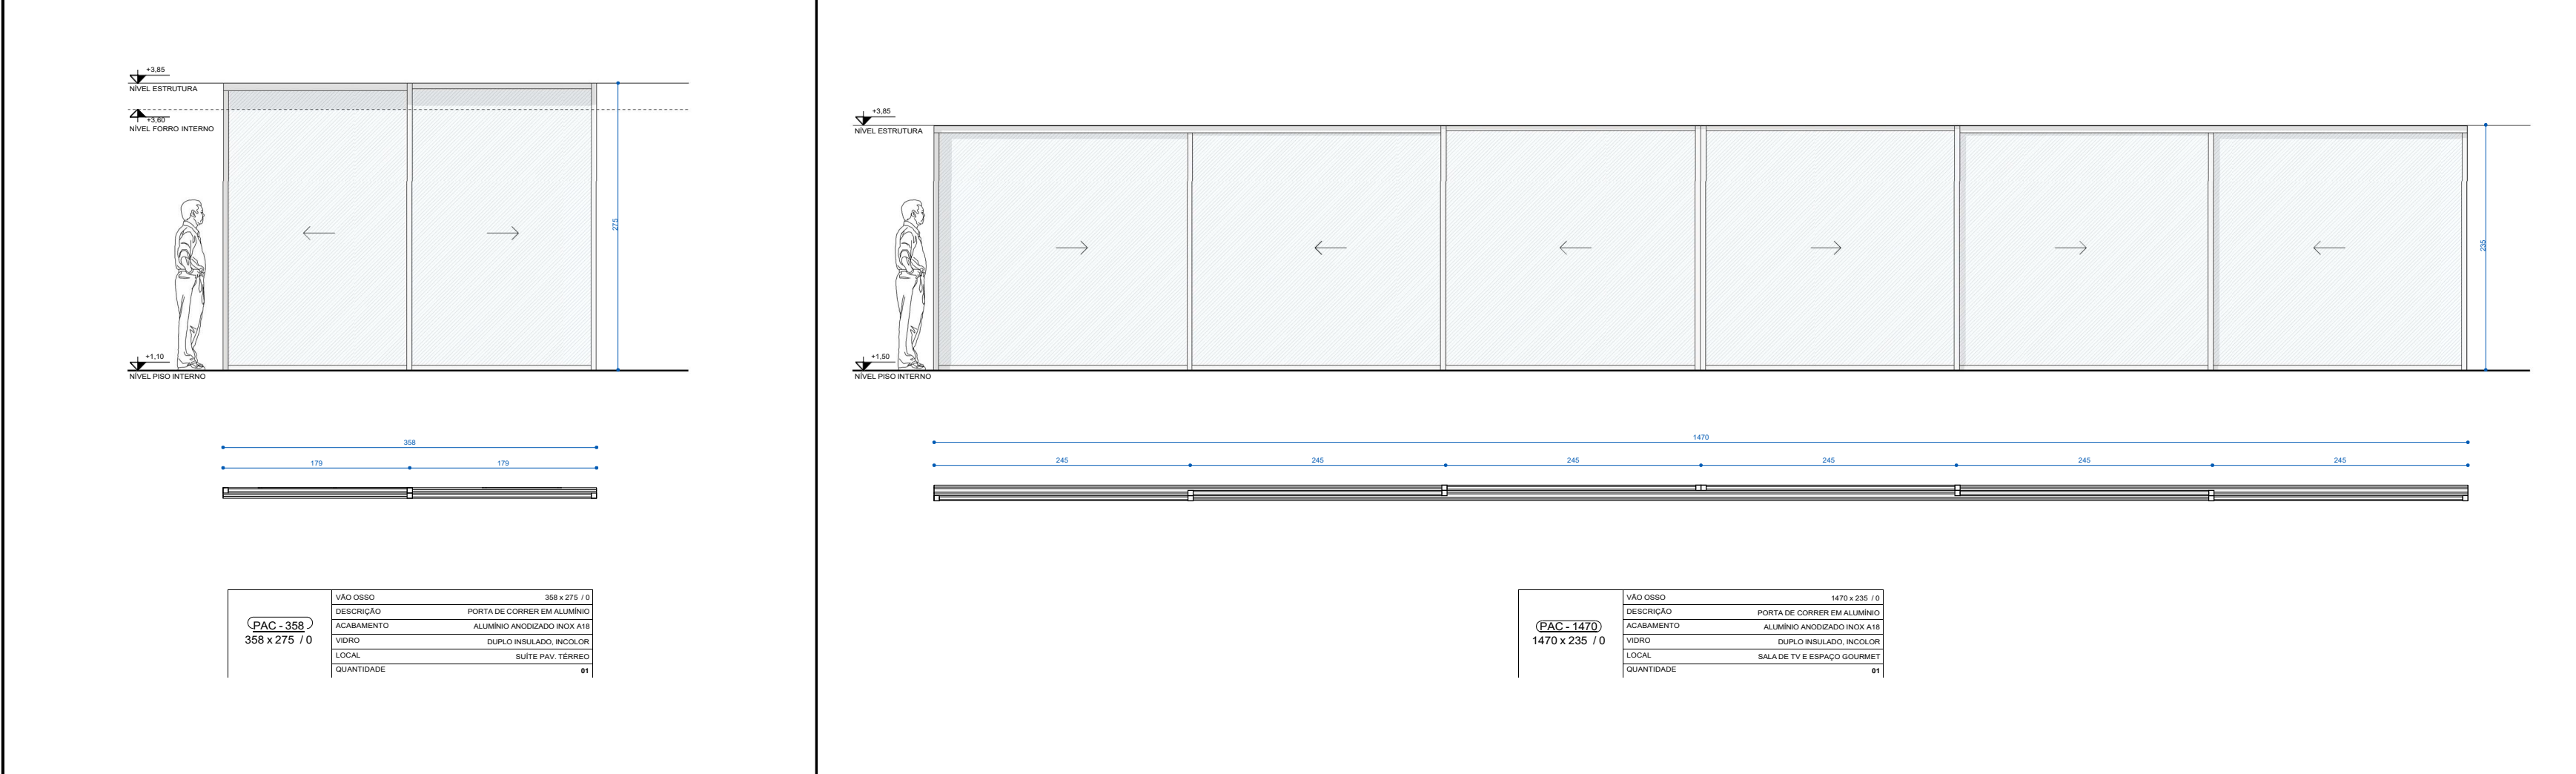 +3,85
NÍVEL ESTRUTURA
+3,60
NÍVEL FORRO INTERNO
275
+1,10
NÍVEL PISO INTERNO
358
179 179
PAC - 358
358 x 275 / 0
VÃO OSSO 358 x 275 / 0
DESCRIÇÃO PORTA DE CORRER EM ALUMÍNIO
ACABAMENTO ALUMÍNIO ANODIZADO INOX A18
VIDRO DUPLO INSULADO, INCOLOR
LOCAL SUÍTE PAV. TÉRREO
QUANTIDADE 01
+3,85
NÍVEL ESTRUTURA
235
+1,50
NÍVEL PISO INTERNO
1470
245 245 245 245 245 245
PAC - 1470
1470 x 235 / 0
VÃO OSSO 1470 x 235 / 0
DESCRIÇÃO PORTA DE CORRER EM ALUMÍNIO
ACABAMENTO ALUMÍNIO ANODIZADO INOX A18
VIDRO DUPLO INSULADO, INCOLOR
LOCAL SALA DE TV E ESPAÇO GOURMET
QUANTIDADE 01